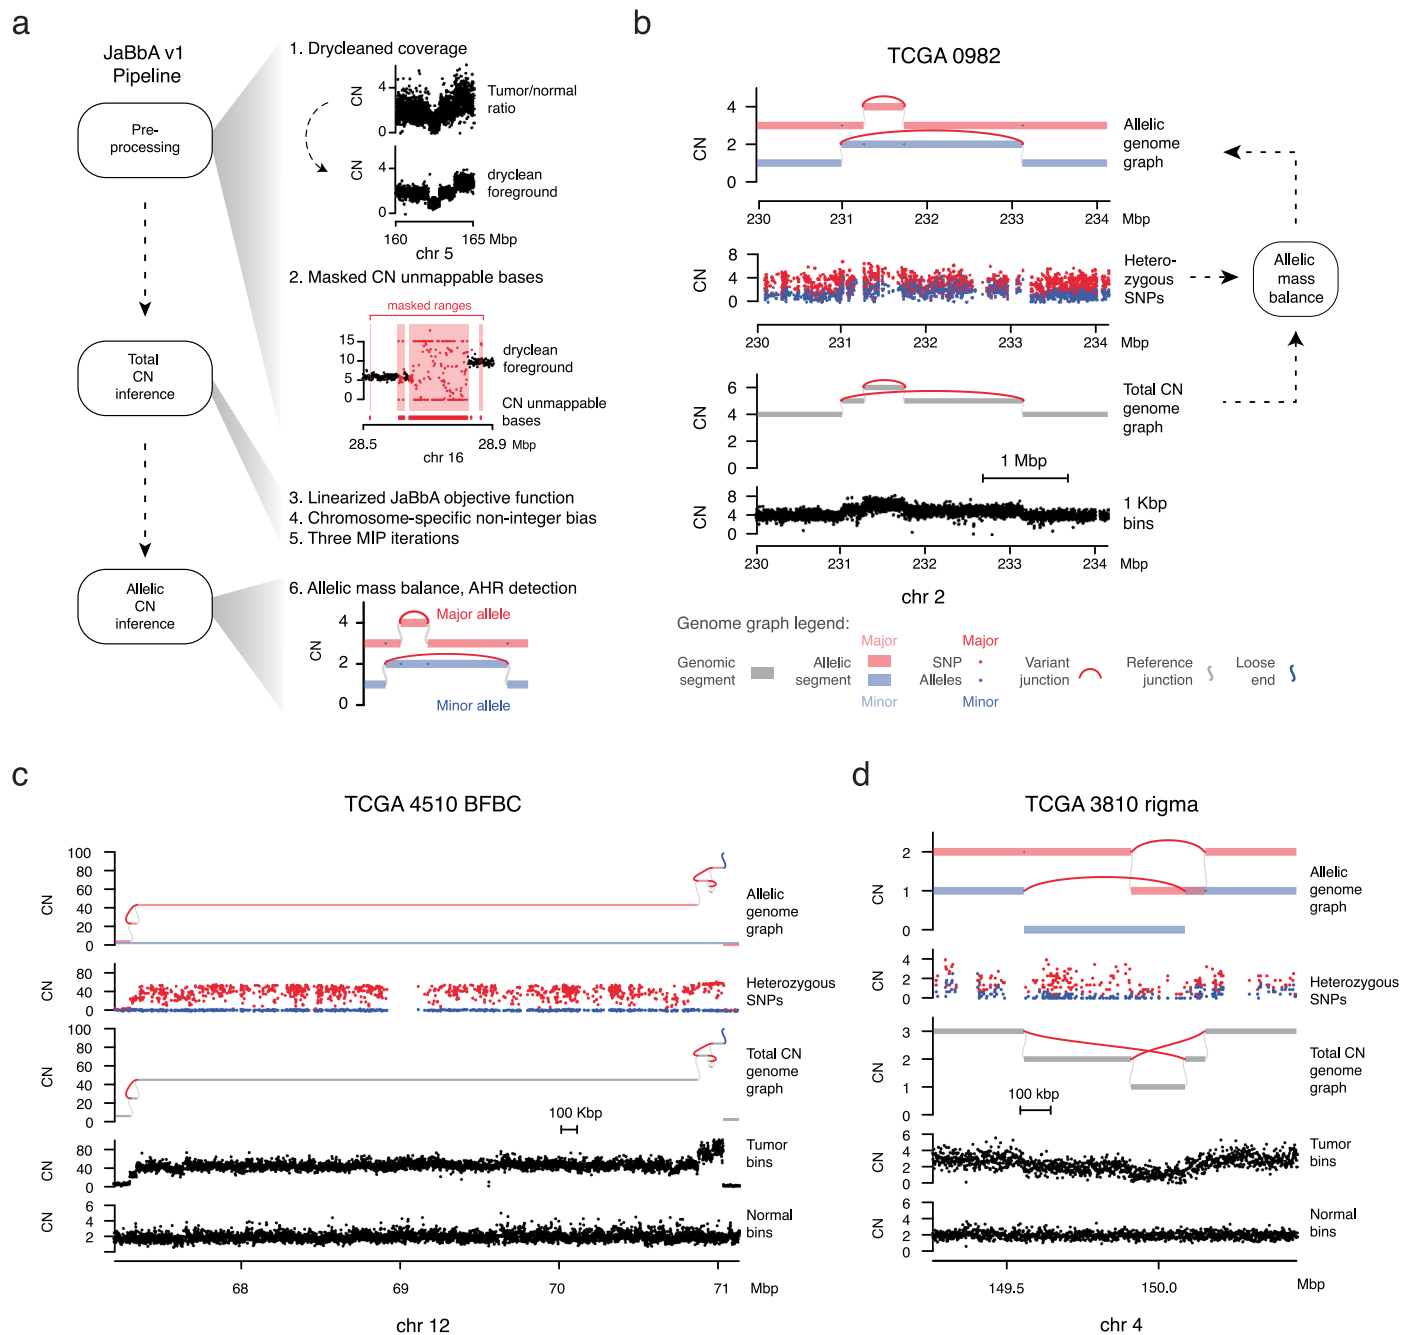 a
JaBbA v1
Pipeline
Pre-
processing
Total
CN
inference
Allelic
CN
inference
1. Drycleaned coverage
CN
4
0
Tumor/normal
ratio
CN
4
0
dryclean
foreground
160
165 Mbp
chr 5
2. Masked CN unmappable bases
masked ranges
CN
15
10
5
0
dryclean
foreground
CN unmappable
bases
28.5
28.9
Mbp
chr 16
3. Linearized JaBbA objective function
4. Chromosome-specific non-integer bias
5. Three MIP iterations
6. Allelic mass balance, AHR detection
CN
4
2
0
Major allele
Minor allele
b
TCGA 0982
CN
4
2
0
Allelic
genome
graph
230
231
232
233
234
Mbp
CN
8
4
0
Hetero-
zygous
SNPs
230
231
232
233
234
Mbp
Allelic
mass
balance
CN
6
4
2
0
Total CN
genome
graph
1 Mbp
CN
8
4
0
1 Kbp
bins
230
231
232
233
234
Mbp
chr 2
Genome graph legend:
Genomic
segment
Major
Allelic
segment
Minor
Major
SNP
Alleles
Minor
Variant
junction
Reference
junction
Loose
end
c
TCGA 4510 BFBC
CN
100
80
60
40
20
0
Allelic
genome
graph
CN
80
40
0
Heterozygous
SNPs
CN
100
80
60
40
20
0
Total CN
genome
graph
100 Kbp
CN
80
40
0
Tumor
bins
CN
6
4
2
Normal
bins
68
69
70
71
Mbp
chr 12
d
TCGA 3810 rigma
CN
2
1
0
Allelic
genome
graph
CN
4
2
0
Heterozygous
SNPs
CN
3
2
1
0
Total CN
genome
graph
100 kbp
CN
6
4
2
0
Tumor
bins
CN
6
4
2
0
Normal
bins
149.5
150.0
Mbp
chr 4